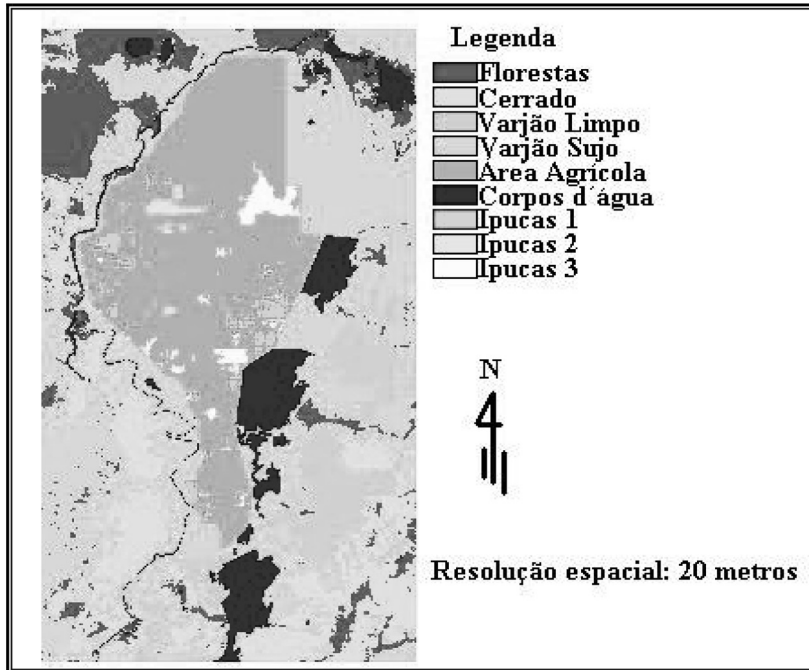 Legenda
Florestas
Cerrado
Varjão Limpo
Varjão Sujo
Area Agrícola
Corpos d´água
Ipucas 1
Ipucas 2
Ipucas 3
N
Resolução espacial: 20 metros